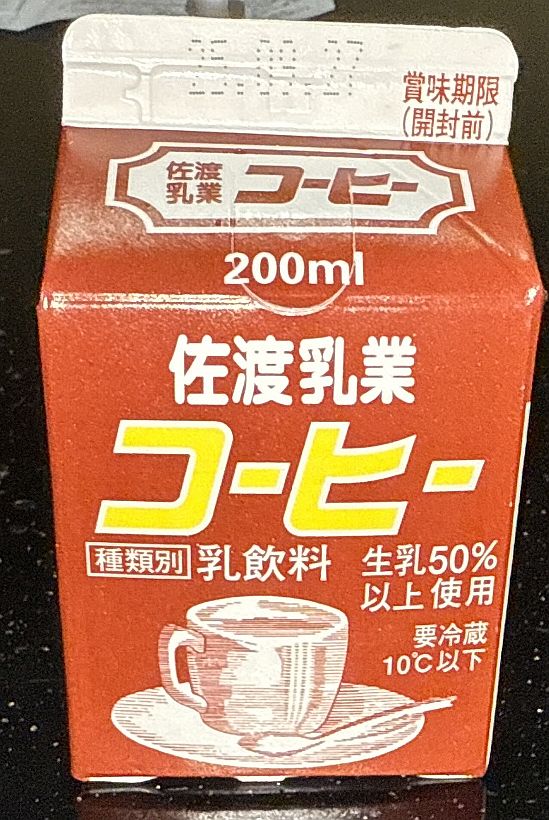 賞味期限
(開封前)
佐渡
乳業
コーヒー
200ml
佐渡乳業
コーヒー
種類別 乳飲料
生乳50%
以上使用
要冷蔵
10℃以下